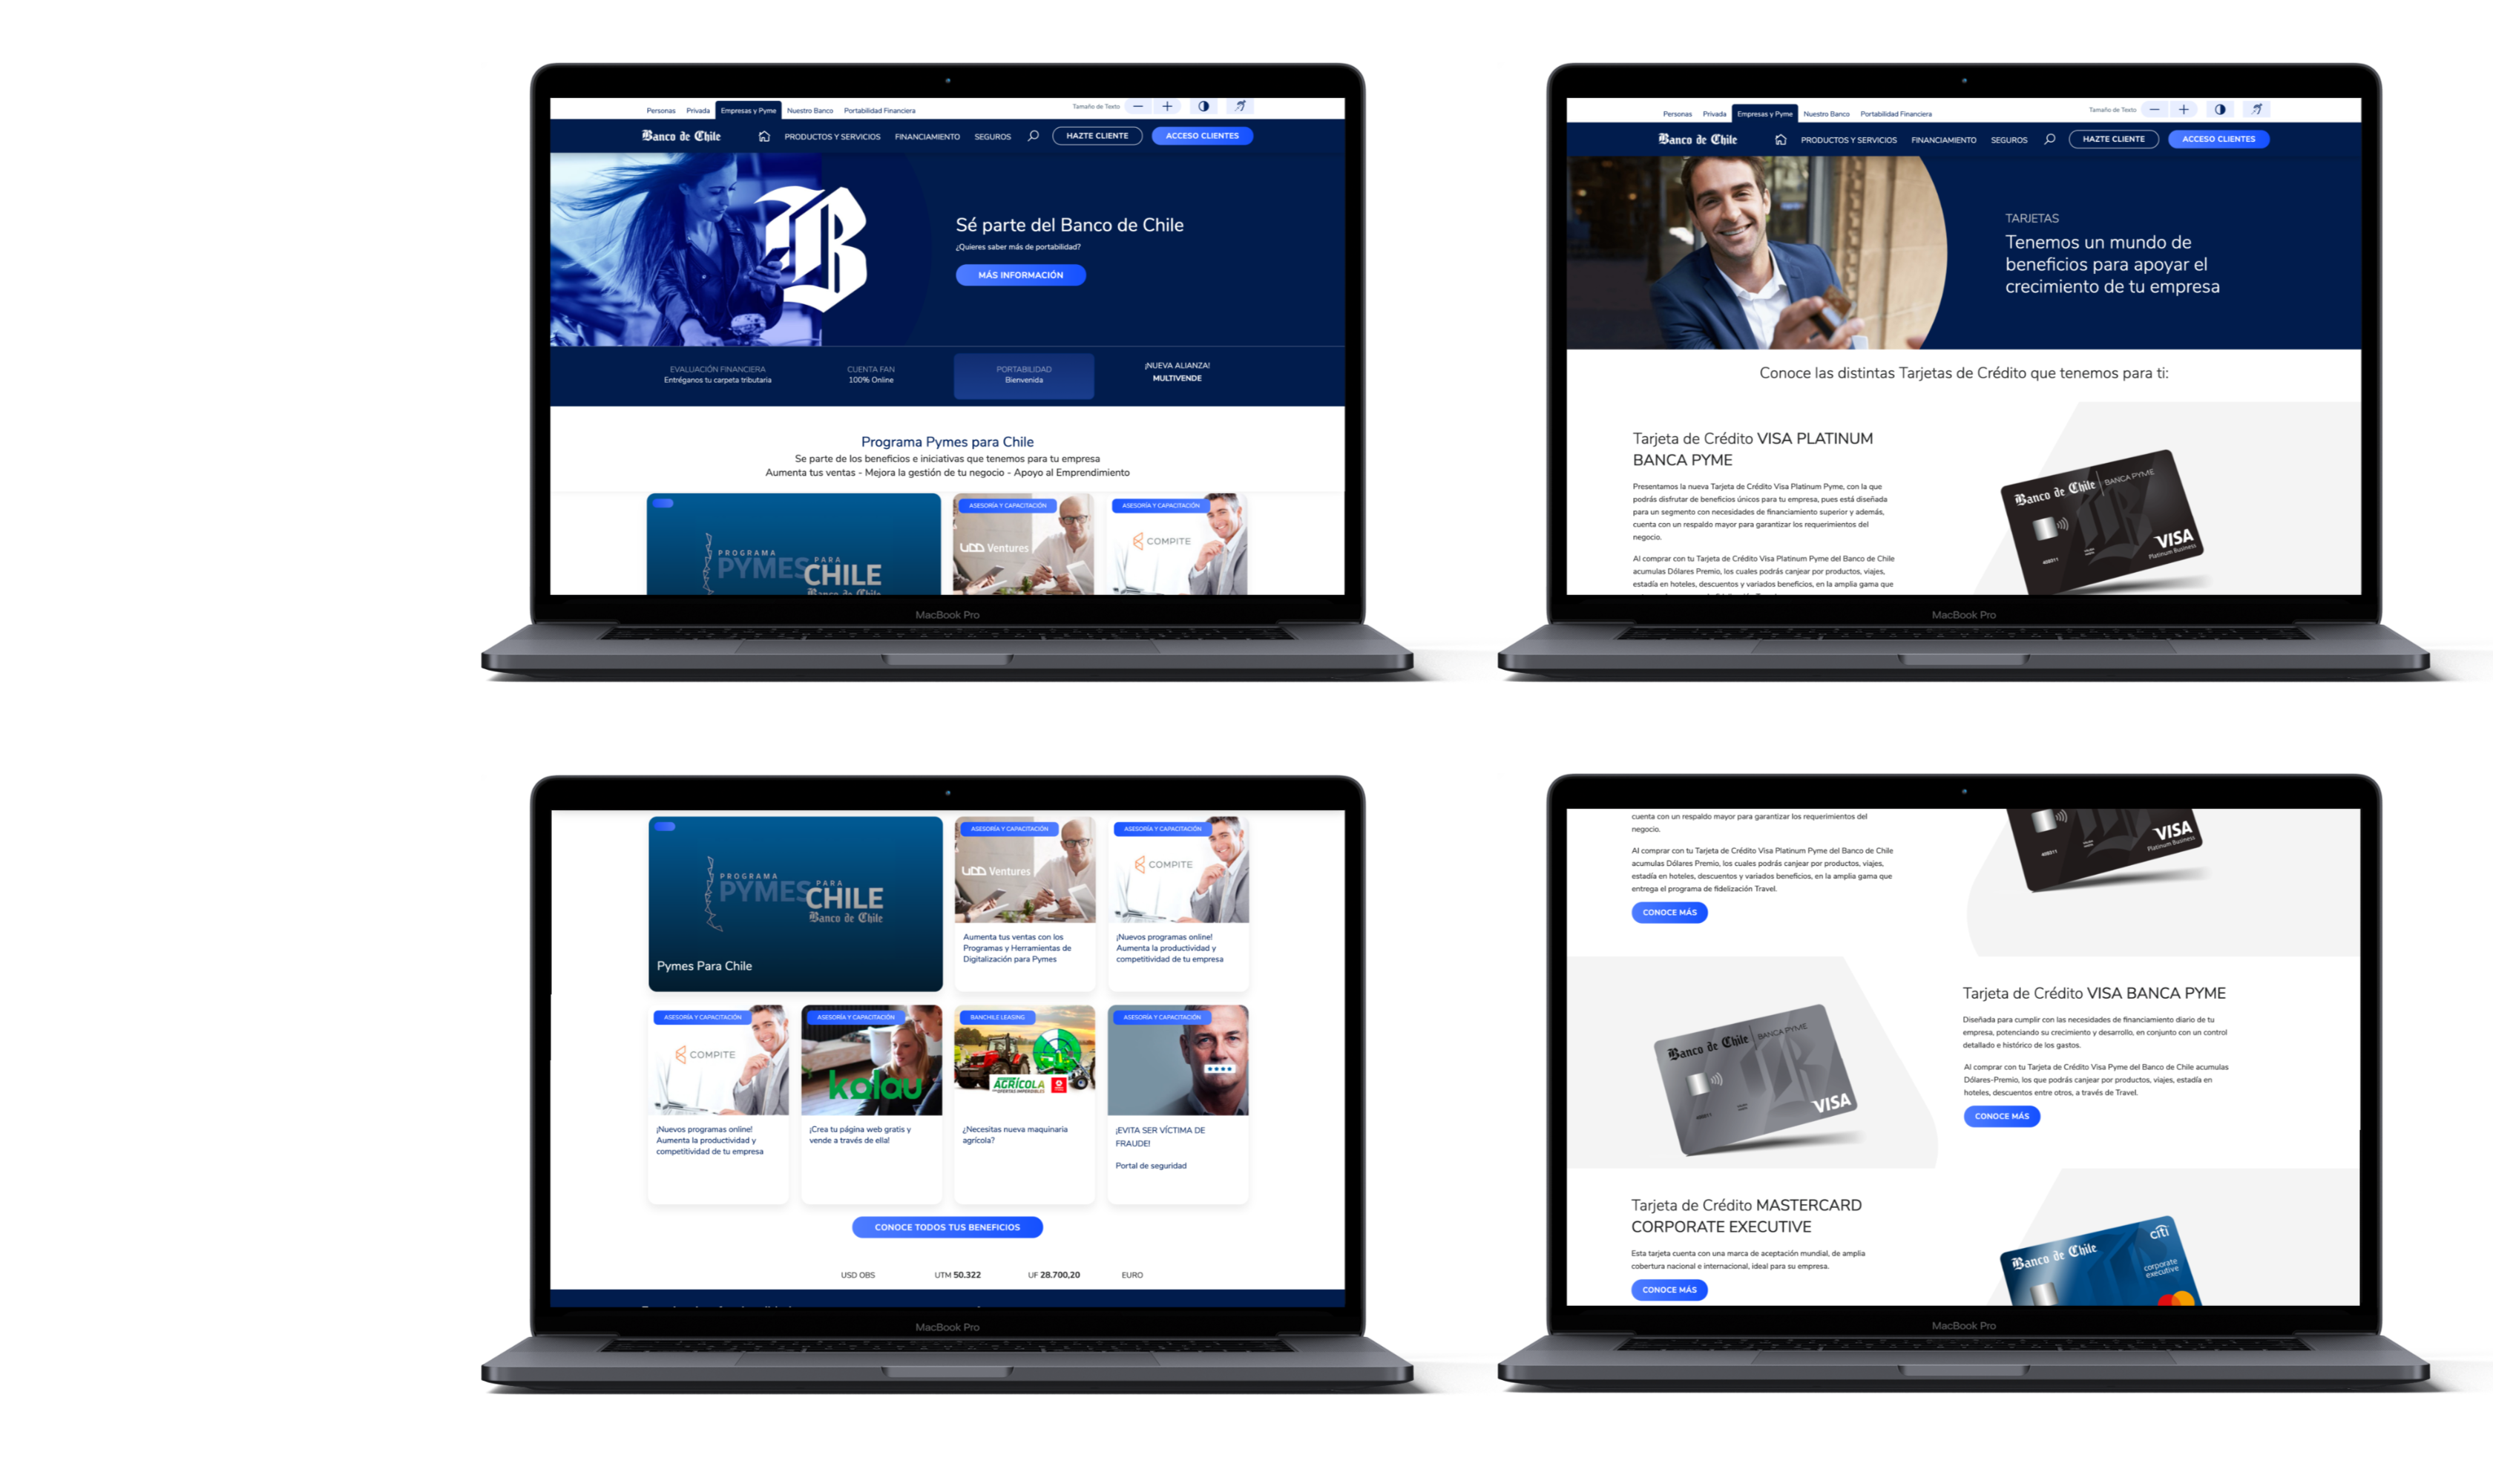 Personas Privada Empresas y Pyme Nuestro Banco Portabilidad Financiera Tamaño de Texto
Banco de Chile PRODUCTOS Y SERVICIOS FINANCIAMIENTO SEGUROS HAZTE CLIENTE ACCESO CLIENTES
B
Sé parte del Banco de Chile
¿Quieres saber más de portabilidad?
MÁS INFORMACIÓN
EVALUACIÓN FINANCIERA
Entréganos tu carpeta tributaria
CUENTA FAN
100% Online
PORTABILIDAD
Bienvenida
¡NUEVA ALIANZA!
MULTIVENDE
Programa Pymes para Chile
Se parte de los beneficios e iniciativas que tenemos para tu empresa
Aumenta tus ventas - Mejora la gestión de tu negocio - Apoyo al Emprendimiento
PROGRAMA
PYMES PARA
CHILE
Banco de Chile
ASESORÍA Y CAPACITACIÓN
UDD Ventures
ASESORÍA Y CAPACITACIÓN
COMPITE
MacBook Pro
Personas Privada Empresas y Pyme Nuestro Banco Portabilidad Financiera Tamaño de Texto
Banco de Chile PRODUCTOS Y SERVICIOS FINANCIAMIENTO SEGUROS HAZTE CLIENTE ACCESO CLIENTES
TARJETAS
Tenemos un mundo de
beneficios para apoyar el
crecimiento de tu empresa
Conoce las distintas Tarjetas de Crédito que tenemos para ti:
Tarjeta de Crédito VISA PLATINUM
BANCA PYME
Presentamos la nueva Tarjeta de Crédito Visa Platinum Pyme, con la que
podrás disfrutar de beneficios únicos para tu empresa, pues está diseñada
para un segmento con necesidades de financiamiento superior y además,
cuenta con un respaldo mayor para garantizar los requerimientos del
negocio.
Al comprar con tu Tarjeta de Crédito Visa Platinum Pyme del Banco de Chile
acumulas Dólares Premio, los cuales podrás canjear por productos, viajes,
estadía en hoteles, descuentos y variados beneficios, en la amplia gama que
Banco de Chile BANCA PYME
VISA
Platinum Business
MacBook Pro
PROGRAMA
PYMES PARA
CHILE
Banco de Chile
Pymes Para Chile
ASESORÍA Y CAPACITACIÓN
UDD Ventures
Aumenta tus ventas con los
Programas y Herramientas de
Digitalización para Pymes
ASESORÍA Y CAPACITACIÓN
COMPITE
¡Nuevos programas online!
Aumenta la productividad y
competitividad de tu empresa
ASESORÍA Y CAPACITACIÓN
COMPITE
¡Nuevos programas online!
Aumenta la productividad y
competitividad de tu empresa
ASESORÍA Y CAPACITACIÓN
kolau
¡Crea tu página web gratis y
vende a través de ella!
BANCHILE LEASING
AGRÍCOLA
¿Necesitas nueva maquinaria
agrícola?
ASESORÍA Y CAPACITACIÓN
¡EVITA SER VÍCTIMA DE
FRAUDE!
Portal de seguridad
CONOCE TODOS TUS BENEFICIOS
USD OBS UTM 50.322 UF 28.700,20 EURO
MacBook Pro
cuenta con un respaldo mayor para garantizar los requerimientos del
negocio.
Al comprar con tu Tarjeta de Crédito Visa Platinum Pyme del Banco de Chile
acumulas Dólares Premio, los cuales podrás canjear por productos, viajes,
estadía en hoteles, descuentos y variados beneficios, en la amplia gama que
entrega el programa de fidelización Travel.
CONOCE MÁS
VISA
Platinum Business
Banco de Chile BANCA PYME
VISA
Tarjeta de Crédito VISA BANCA PYME
Diseñada para cumplir con las necesidades de financiamiento diario de tu
empresa, potenciando su crecimiento y desarrollo, en conjunto con un control
detallado e histórico de los gastos.
Al comprar con tu Tarjeta de Crédito Visa Pyme del Banco de Chile acumulas
Dólares-Premio, los que podrás canjear por productos, viajes, estadía en
hoteles, descuentos entre otros, a través de Travel.
CONOCE MÁS
Tarjeta de Crédito MASTERCARD
CORPORATE EXECUTIVE
Esta tarjeta cuenta con una marca de aceptación mundial, de amplia
cobertura nacional e internacional, ideal para su empresa.
CONOCE MÁS
Banco de Chile
citi
corporate
executive
MacBook Pro